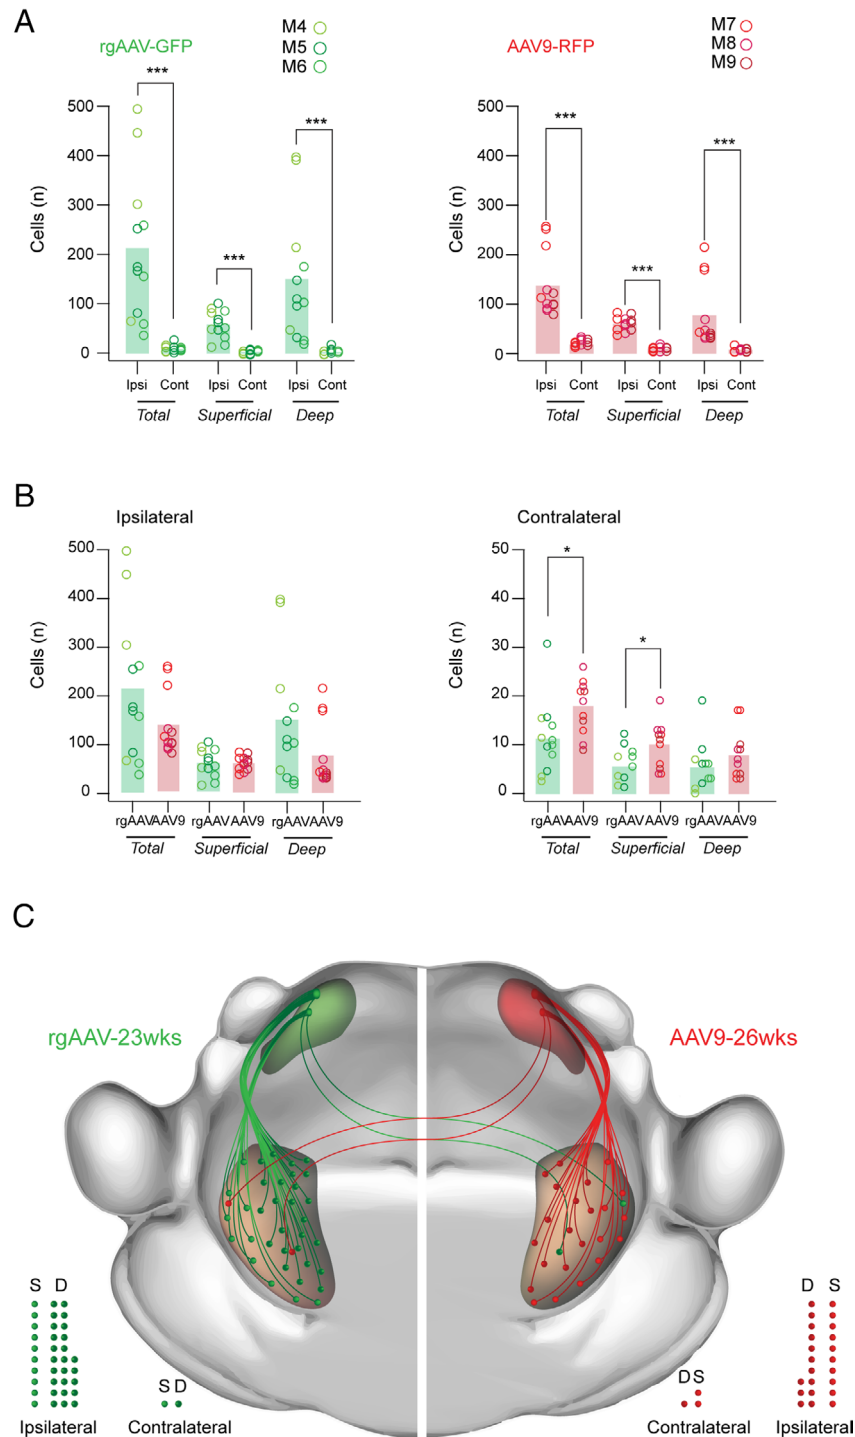 A
rgAAV-GFP
M4
M5
M6
AAV9-RFP
M7
M8
M9
***
***
***
***
***
***
Cells (n)
500
400
300
200
100
0
Ipsi Cont Ipsi Cont Ipsi Cont
Total Superficial Deep
Cells (n)
500
400
300
200
100
0
Ipsi Cont Ipsi Cont Ipsi Cont
Total Superficial Deep
B
Ipsilateral
Cells (n)
500
400
300
200
100
0
rgAAV AAV9 rgAAV AAV9 rgAAV AAV9
Total Superficial Deep
Contralateral
*
*
Cells (n)
50
40
30
20
10
0
rgAAV AAV9 rgAAV AAV9 rgAAV AAV9
Total Superficial Deep
C
rgAAV-23wks
AAV9-26wks
S D
Ipsilateral
S D
Contralateral
D S
Contralateral
D S
Ipsilateral